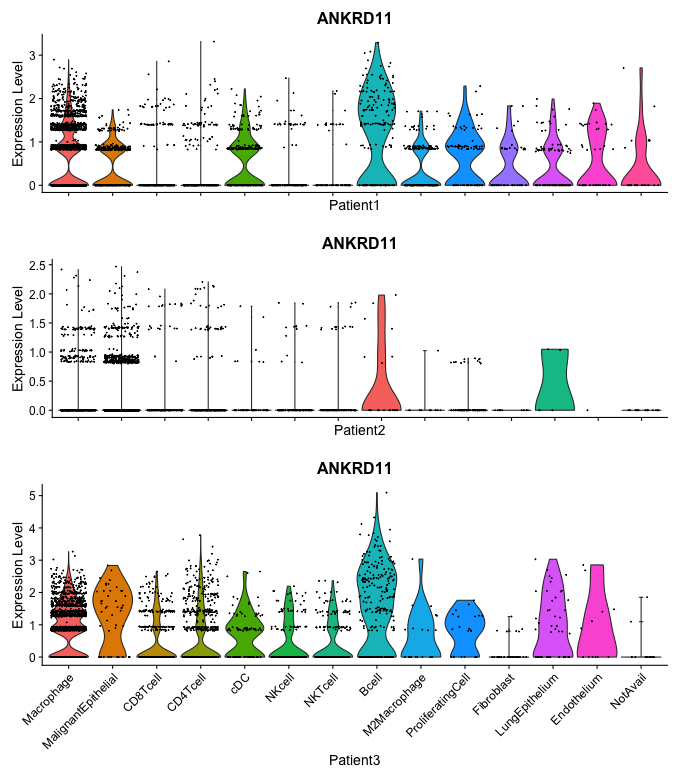 ANKRD11
Expression Level
3
2
1
0
Patient1
ANKRD11
Expression Level
2.5
2.0
1.5
1.0
0.5
0.0
Patient2
ANKRD11
Expression Level
5
4
3
2
1
0
Macrophage
MalignantEpithelial
CD8Tcell
CD4Tcell
cDC
NKcell
NKTcell
Bcell
M2Macrophage
ProliferatingCell
Fibroblast
LungEpithelium
Endothelium
NotAvail
Patient3